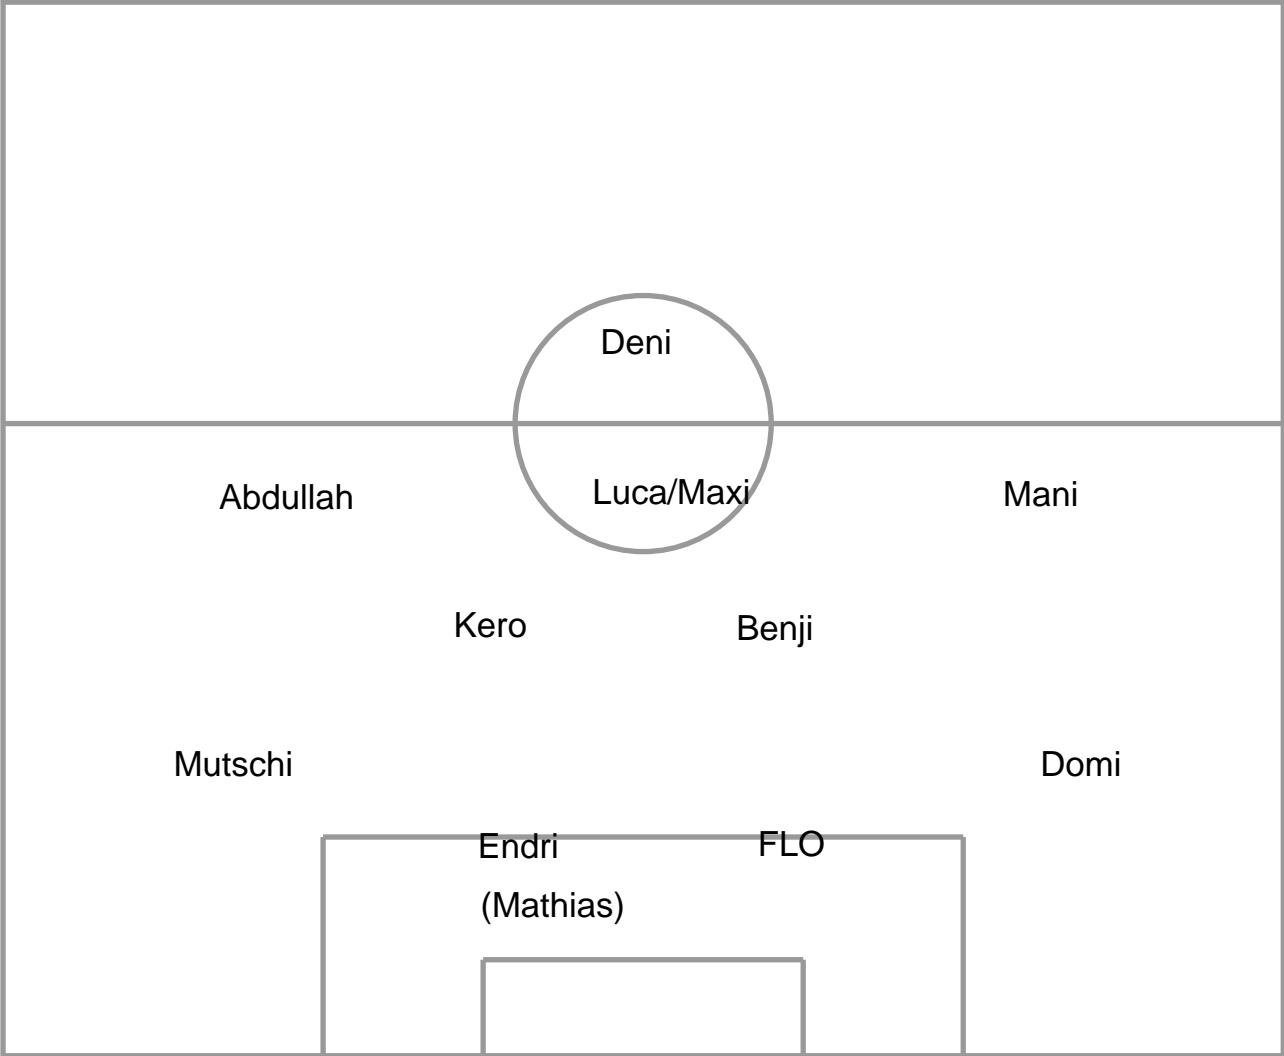 Deni
Abdullah
Luca/Maxi
Mani
Kero
Benji
Mutschi
Domi
Endri
FLO
(Mathias)